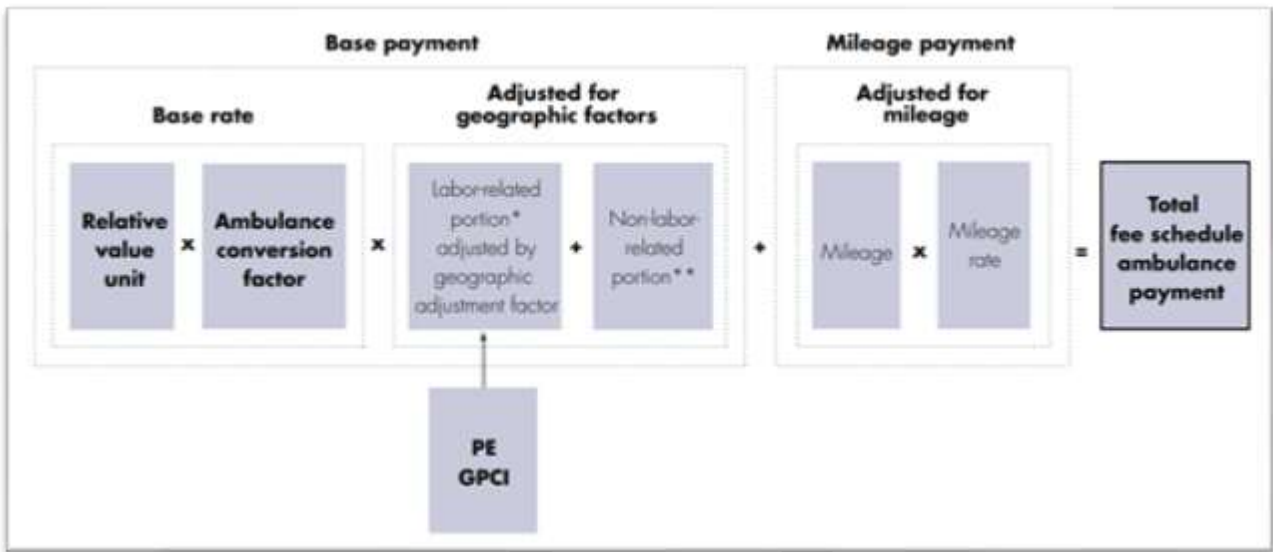 Base payment
Mileage payment
Base rate
Adjusted for
geographic factors
Adjusted for
mileage
Relative
value
unit
x
Ambulance
conversion
factor
x
Labor-related
portion*
adjusted by
geographic
adjustment factor
+
Non-labor-
related
portion**
+
Mileage
x
Mileage
rate
=
Total
fee schedule
ambulance
payment
PE
GPCI